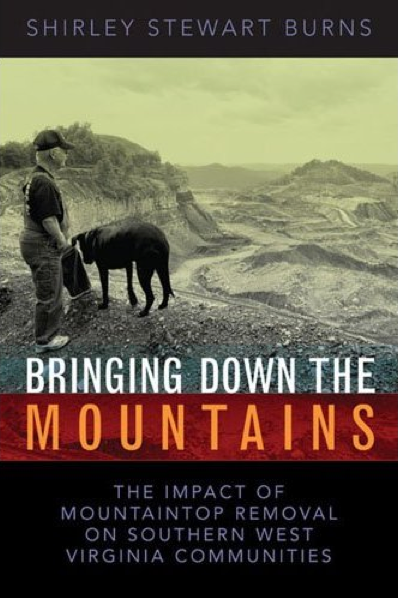 SHIRLEY STEWART BURNS
BRINGING DOWN THE
MOUNTAINS
THE IMPACT OF
MOUNTAINTOP REMOVAL
ON SOUTHERN WEST
VIRGINIA COMMUNITIES